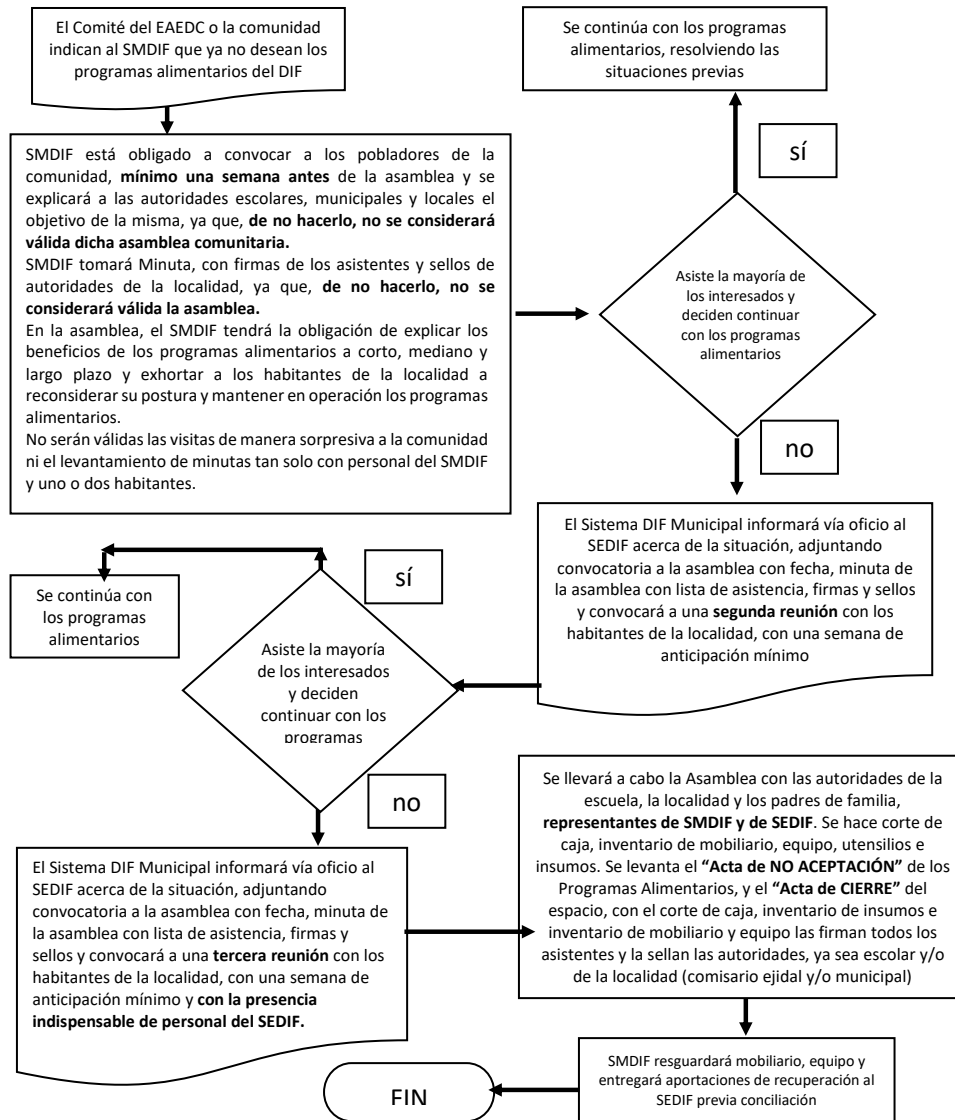 El Comité del EAEDC o la comunidad
indican al SMDIF que ya no desean los
programas alimentarios del DIF
Se continúa con los programas
alimentarios, resolviendo las
situaciones previas
SMDIF está obligado a convocar a los pobladores de la
comunidad, mínimo una semana antes de la asamblea y se
explicará a las autoridades escolares, municipales y locales el
objetivo de la misma, ya que, de no hacerlo, no se considerará
válida dicha asamblea comunitaria.
SMDIF tomará Minuta, con firmas de los asistentes y sellos de
autoridades de la localidad, ya que, de no hacerlo, no se
considerará válida la asamblea.
En la asamblea, el SMDIF tendrá la obligación de explicar los
beneficios de los programas alimentarios a corto, mediano y
largo plazo y exhortar a los habitantes de la localidad a
reconsiderar su postura y mantener en operación los programas
alimentarios.
No serán válidas las visitas de manera sorpresiva a la comunidad
ni el levantamiento de minutas tan solo con personal del SMDIF
y uno o dos habitantes.
sí
Asiste la mayoría de
los interesados y
deciden continuar
con los programas
alimentarios
no
El Sistema DIF Municipal informará vía oficio al
SEDIF acerca de la situación, adjuntando
convocatoria a la asamblea con fecha, minuta de
la asamblea con lista de asistencia, firmas y sellos
y convocará a una segunda reunión con los
habitantes de la localidad, con una semana de
anticipación mínimo
sí
Se continúa con
los programas
alimentarios
Asiste la mayoría
de los interesados
y deciden
continuar con los
programas
no
El Sistema DIF Municipal informará vía oficio al
SEDIF acerca de la situación, adjuntando
convocatoria a la asamblea con fecha, minuta de
la asamblea con lista de asistencia, firmas y
sellos y convocará a una tercera reunión con los
habitantes de la localidad, con una semana de
anticipación mínimo y con la presencia
indispensable de personal del SEDIF.
Se llevará a cabo la Asamblea con las autoridades de la
escuela, la localidad y los padres de familia,
representantes de SMDIF y de SEDIF. Se hace corte de
caja, inventario de mobiliario, equipo, utensilios e
insumos. Se levanta el “Acta de NO ACEPTACIÓN” de los
Programas Alimentarios, y el “Acta de CIERRE” del
espacio, con el corte de caja, inventario de insumos e
inventario de mobiliario y equipo las firman todos los
asistentes y la sellan las autoridades, ya sea escolar y/o
de la localidad (comisario ejidal y/o municipal)
SMDIF resguardará mobiliario, equipo y
entregará aportaciones de recuperación al
SEDIF previa conciliación
FIN